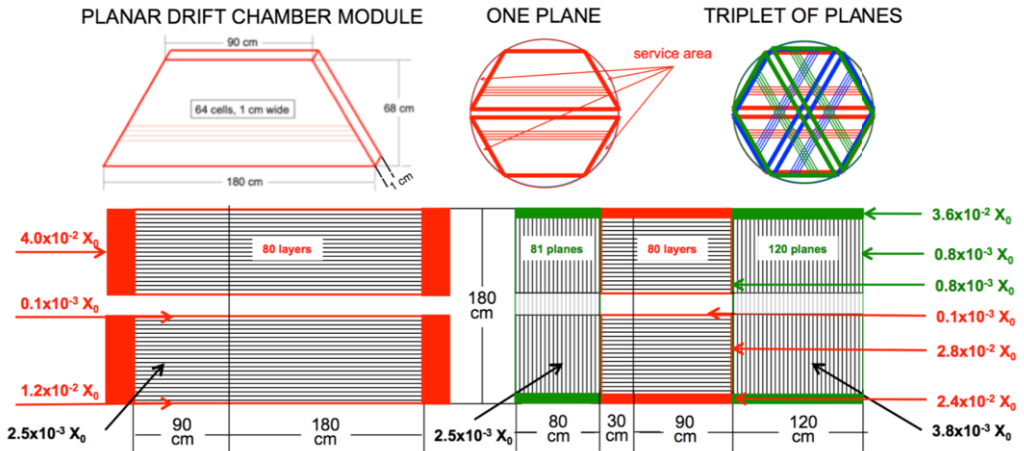 PLANAR DRIFT CHAMBER MODULE
ONE PLANE
TRIPLET OF PLANES
90 cm
service area
64 cells, 1 cm wide
68 cm
1 cm
180 cm
4.0x10⁻² X₀
80 layers
81 planes
80 layers
120 planes
3.6x10⁻² X₀
0.8x10⁻³ X₀
0.8x10⁻³ X₀
0.1x10⁻³ X₀
180
cm
0.1x10⁻³ X₀
2.8x10⁻² X₀
1.2x10⁻² X₀
2.4x10⁻² X₀
2.5x10⁻³ X₀
90
cm
180
cm
2.5x10⁻³ X₀
80
cm
30
cm
90
cm
120
cm
3.8x10⁻³ X₀